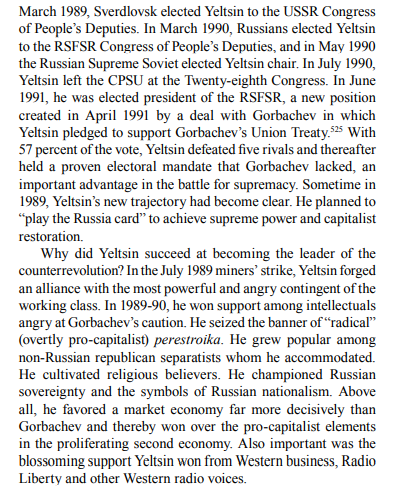 March 1989, Sverdlovsk elected Yeltsin to the USSR Congress
of People's Deputies. In March 1990, Russians elected Yeltsin
to the RSFSR Congress of People's Deputies, and in May 1990
the Russian Supreme Soviet elected Yeltsin chair. In July 1990,
Yeltsin left the CPSU at the Twenty-eighth Congress. In June
1991, he was elected president of the RSFSR, a new position
created in April 1991 by a deal with Gorbachev in which
Yeltsin pledged to support Gorbachev's Union Treaty.⁵²⁵ With
57 percent of the vote, Yeltsin defeated five rivals and thereafter
held a proven electoral mandate that Gorbachev lacked, an
important advantage in the battle for supremacy. Sometime in
1989, Yeltsin's new trajectory had become clear. He planned to
“play the Russia card” to achieve supreme power and capitalist
restoration.
Why did Yeltsin succeed at becoming the leader of the
counterrevolution? In the July 1989 miners' strike, Yeltsin forged
an alliance with the most powerful and angry contingent of the
working class. In 1989-90, he won support among intellectuals
angry at Gorbachev's caution. He seized the banner of “radical”
(overtly pro-capitalist) perestroika. He grew popular among
non-Russian republican separatists whom he accommodated.
He cultivated religious believers. He championed Russian
sovereignty and the symbols of Russian nationalism. Above
all, he favored a market economy far more decisively than
Gorbachev and thereby won over the pro-capitalist elements
in the proliferating second economy. Also important was the
blossoming support Yeltsin won from Western business, Radio
Liberty and other Western radio voices.